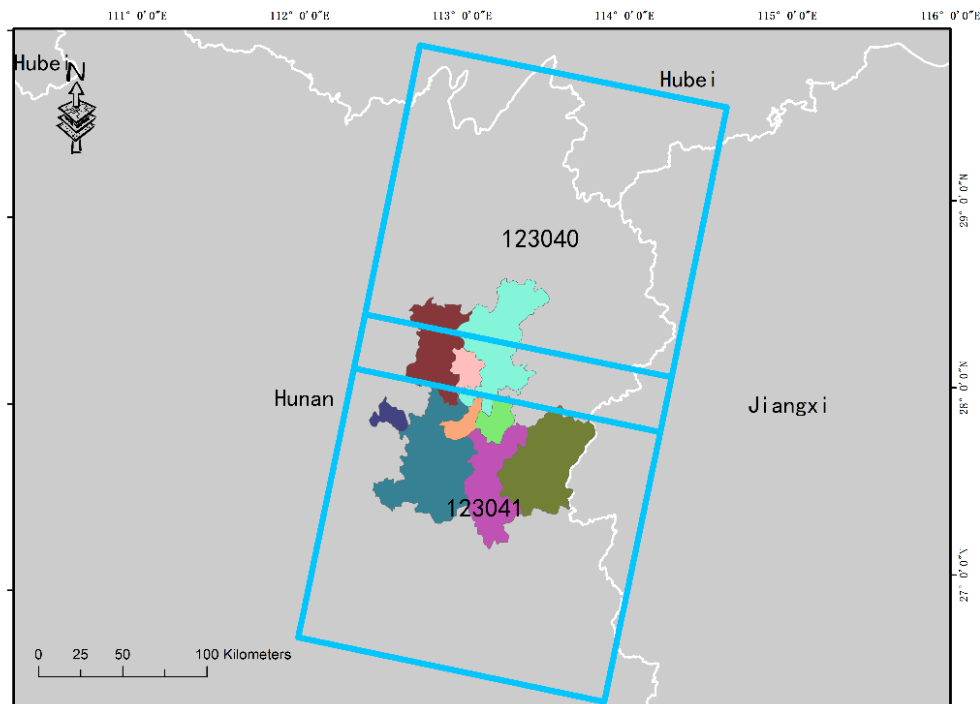 111° 0′0″E 112° 0′0″E 113° 0′0″E 114° 0′0″E 115° 0′0″E 116° 0′0″E
Hubei
N
Hubei
29° 0′0″N
123040
28° 0′0″N
Hunan
Jiangxi
123041
27° 0′0″N
0 25 50 100 Kilometers